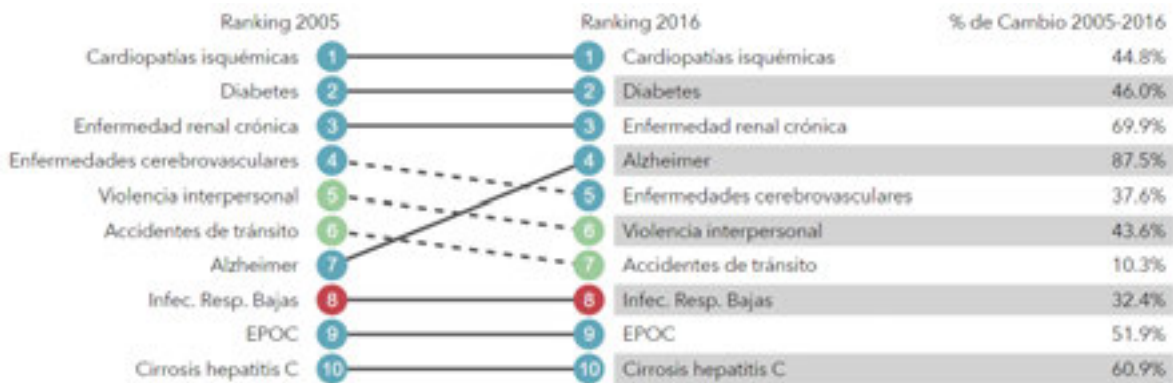 Ranking 2005 Ranking 2016 % de Cambio 2005-2016
Cardiopatías isquémicas 1 1 Cardiopatías isquémicas 44.8%
Diabetes 2 2 Diabetes 46.0%
Enfermedad renal crónica 3 3 Enfermedad renal crónica 69.9%
Enfermedades cerebrovasculares 4 4 Alzheimer 87.5%
Violencia interpersonal 5 5 Enfermedades cerebrovasculares 37.6%
Accidentes de tránsito 6 6 Violencia interpersonal 43.6%
Alzheimer 7 7 Accidentes de tránsito 10.3%
Infec. Resp. Bajas 8 8 Infec. Resp. Bajas 32.4%
EPOC 9 9 EPOC 51.9%
Cirrosis hepatitis C 10 10 Cirrosis hepatitis C 60.9%